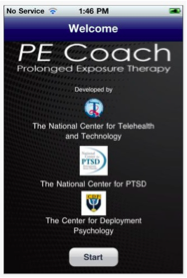 No Service 1:46 PM
Welcome
PE Coach
Prolonged Exposure Therapy
Developed by
The National Center for Telehealth
and Technology
PTSD
The National Center for PTSD
The Center for Deployment
Psychology
Start